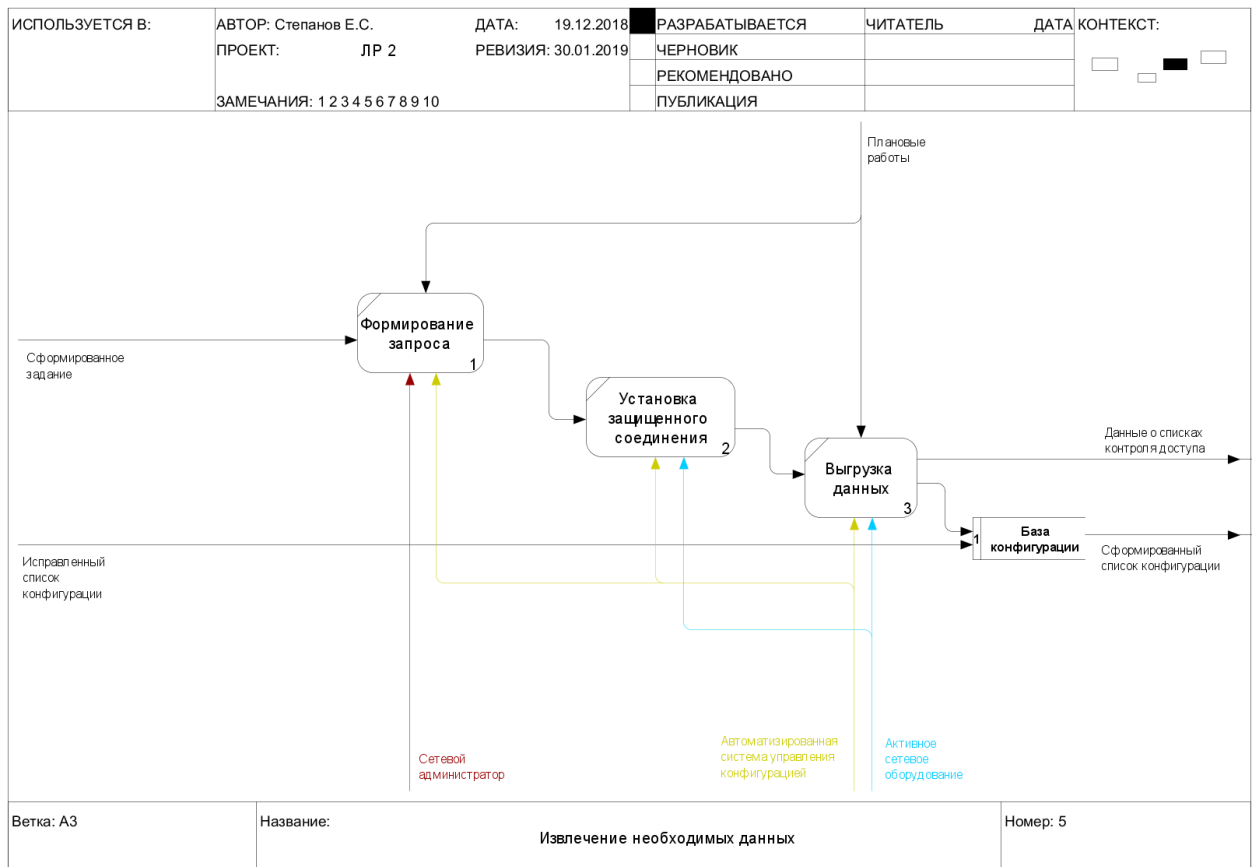 ИСПОЛЬЗУЕТСЯ В:
АВТОР: Степанов Е.С.
ДАТА: 19.12.2018
РАЗРАБАТЫВАЕТСЯ
ЧИТАТЕЛЬ
ДАТА
КОНТЕКСТ:
ПРОЕКТ: ЛР 2
РЕВИЗИЯ: 30.01.2019
ЧЕРНОВИК
РЕКОМЕНДОВАНО
ЗАМЕЧАНИЯ: 1 2 3 4 5 6 7 8 9 10
ПУБЛИКАЦИЯ
Плановые
работы
Формирование
запроса
1
Сформированное
задание
Установка
защищенного
соединения
2
Выгрузка
данных
3
Данные о списках
контроля доступа
1
База
конфигурации
Сформированный
список конфигурации
Исправленный
список
конфигурации
Сетевой
администратор
Автоматизированная
система управления
конфигурацией
Активное
сетевое
оборудование
Ветка: А3
Название:
Извлечение необходимых данных
Номер: 5